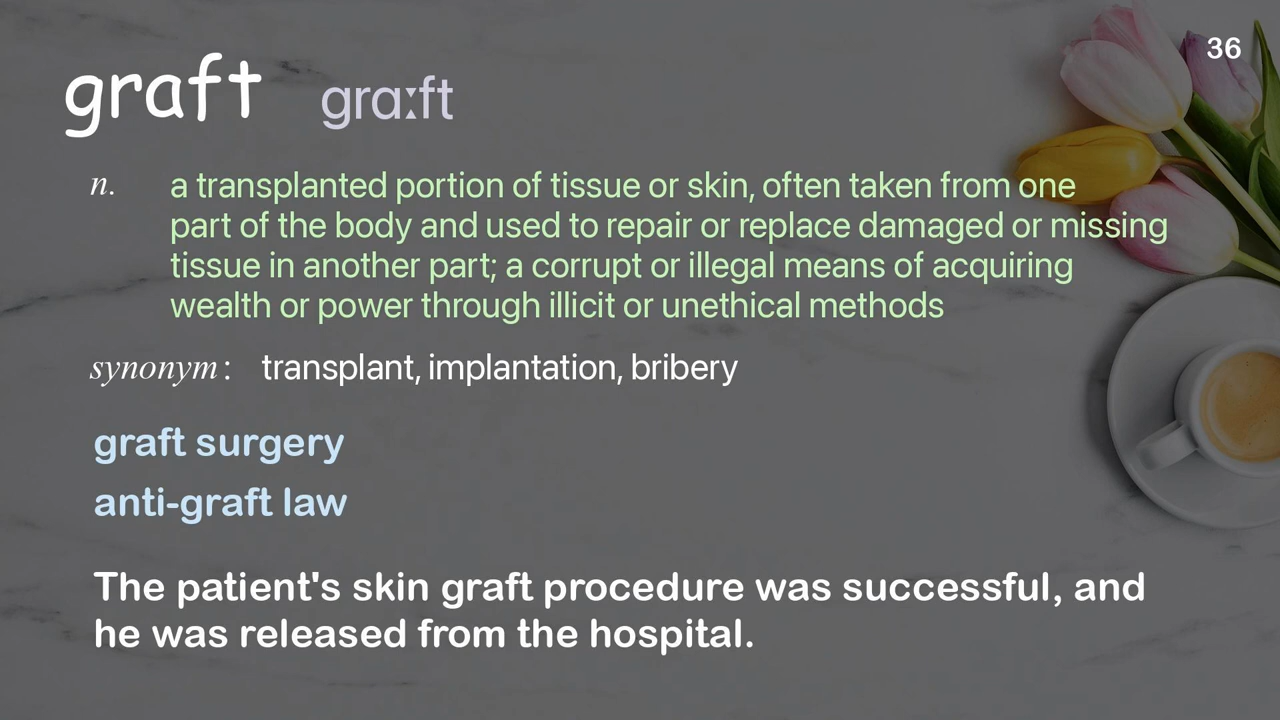 36
graft grɑːft
n. a transplanted portion of tissue or skin, often taken from one
part of the body and used to repair or replace damaged or missing
tissue in another part; a corrupt or illegal means of acquiring
wealth or power through illicit or unethical methods
synonym: transplant, implantation, bribery
graft surgery
anti-graft law
The patient's skin graft procedure was successful, and
he was released from the hospital.